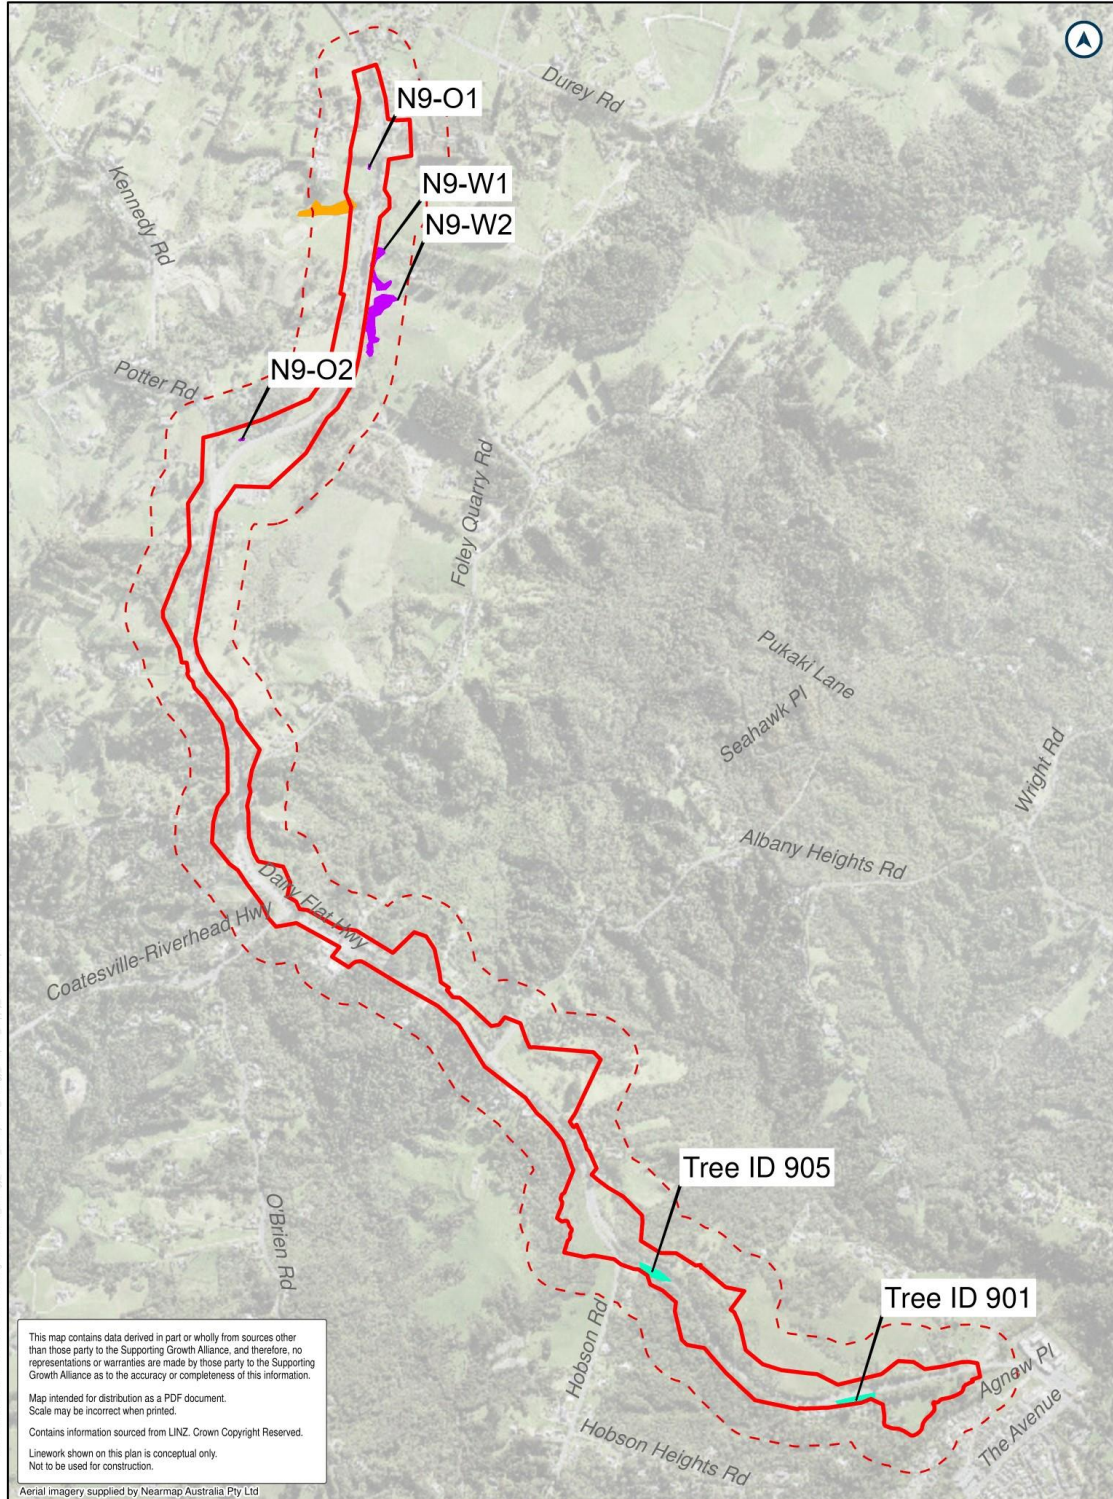 Durey Rd
N9-O1
Kennedy Rd
N9-W1
N9-W2
Potter Rd
N9-O2
Foley Quarry Rd
Pukaki Lane
Seahawk Pl
Wright Rd
Albany Heights Rd
Dairy Flat Hwy
Coatesville-Riverhead Hwy
Tree ID 905
O'Brien Rd
Tree ID 901
Hobson Rd
Agnew Pl
The Avenue
Hobson Heights Rd
This map contains data derived in part or wholly from sources other
than those party to the Supporting Growth Alliance, and therefore, no
representations or warranties are made by those party to the Supporting
Growth Alliance as to the accuracy or completeness of this information.
Map intended for distribution as a PDF document.
Scale may be incorrect when printed.
Contains information sourced from LINZ. Crown Copyright Reserved.
Linework shown on this plan is conceptual only.
Not to be used for construction.
Aerial imagery supplied by Nearmap Australia Pty Ltd